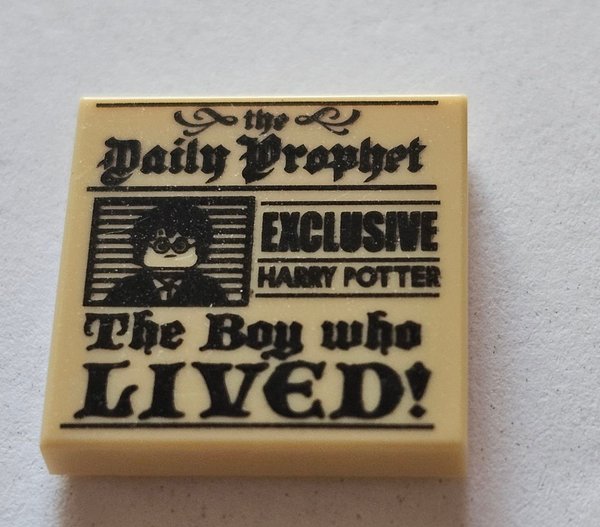 the
Daily Prophet
EXCLUSIVE
HARRY POTTER
The Boy who
LIVED!